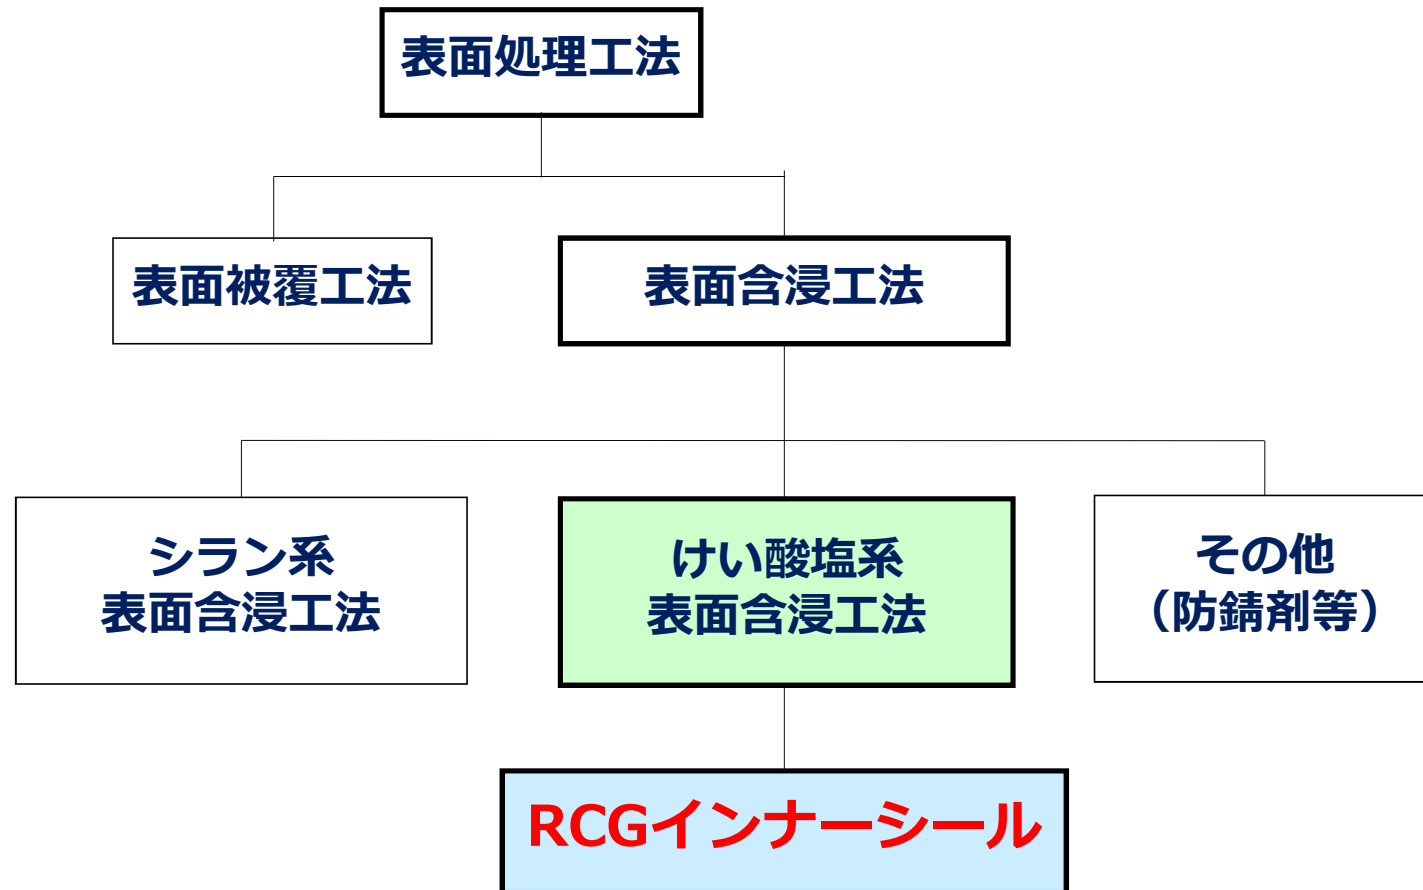 表面処理工法
表面被覆工法
表面含浸工法
シラン系
表面含浸工法
けい酸塩系
表面含浸工法
その他
（防錆剤等）
RCGインナーシール